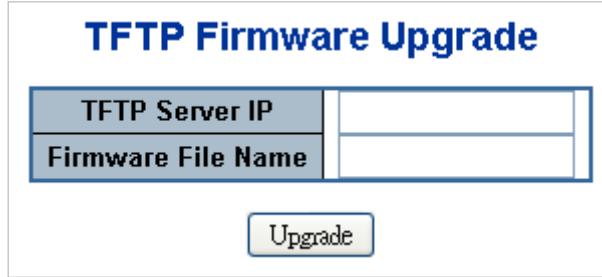 TFTP Firmware Upgrade
TFTP Server IP
Firmware File Name
Upgrade